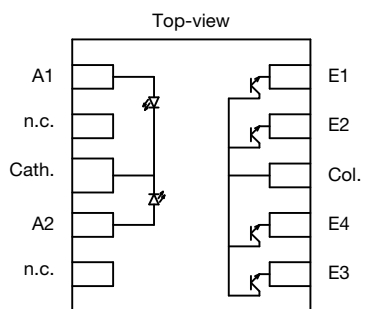 Top-view
A1
n.c.
Cath.
A2
n.c.
E1
E2
Col.
E4
E3